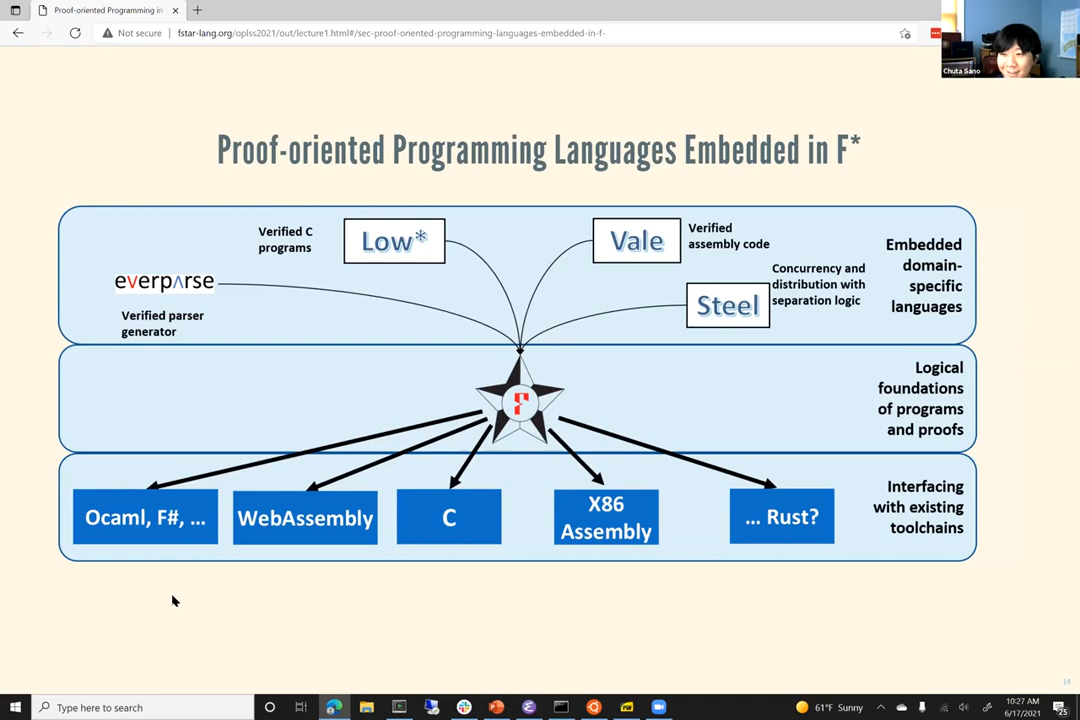 Proof-oriented Programming in
Not secure
fstar-lang.org/oplss2021/out/lecture1.html#/sec-proof-oriented-programming-languages-embedded-in-f-
Chuta Sano
Proof-oriented Programming Languages Embedded in F*
Verified C
programs
Low*
Vale
Verified
assembly code
Embedded
domain-
specific
languages
everparse
Verified parser
generator
Steel
Concurrency and
distribution with
separation logic
F
Logical
foundations
of programs
and proofs
Ocaml, F#, ...
WebAssembly
C
X86
Assembly
... Rust?
Interfacing
with existing
toolchains
14
Type here to search
61°F Sunny
10:27 AM
6/17/2021
25